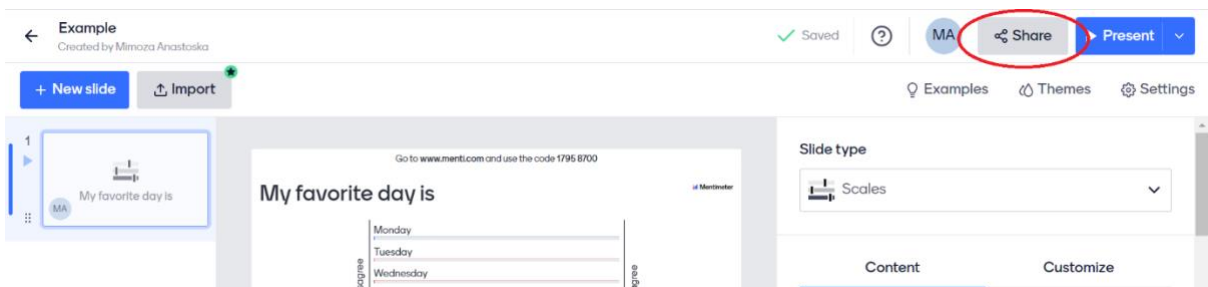 Example
Created by Mimoza Anastoska
Saved
?
MA
Share
Present
+ New slide
Import
Examples
Themes
Settings
1
My favorite day is
MA
Go to www.menti.com and use the code 1795 8700
My favorite day is
Mentimeter
Monday
Tuesday
Wednesday
Slide type
Scales
Content
Customize